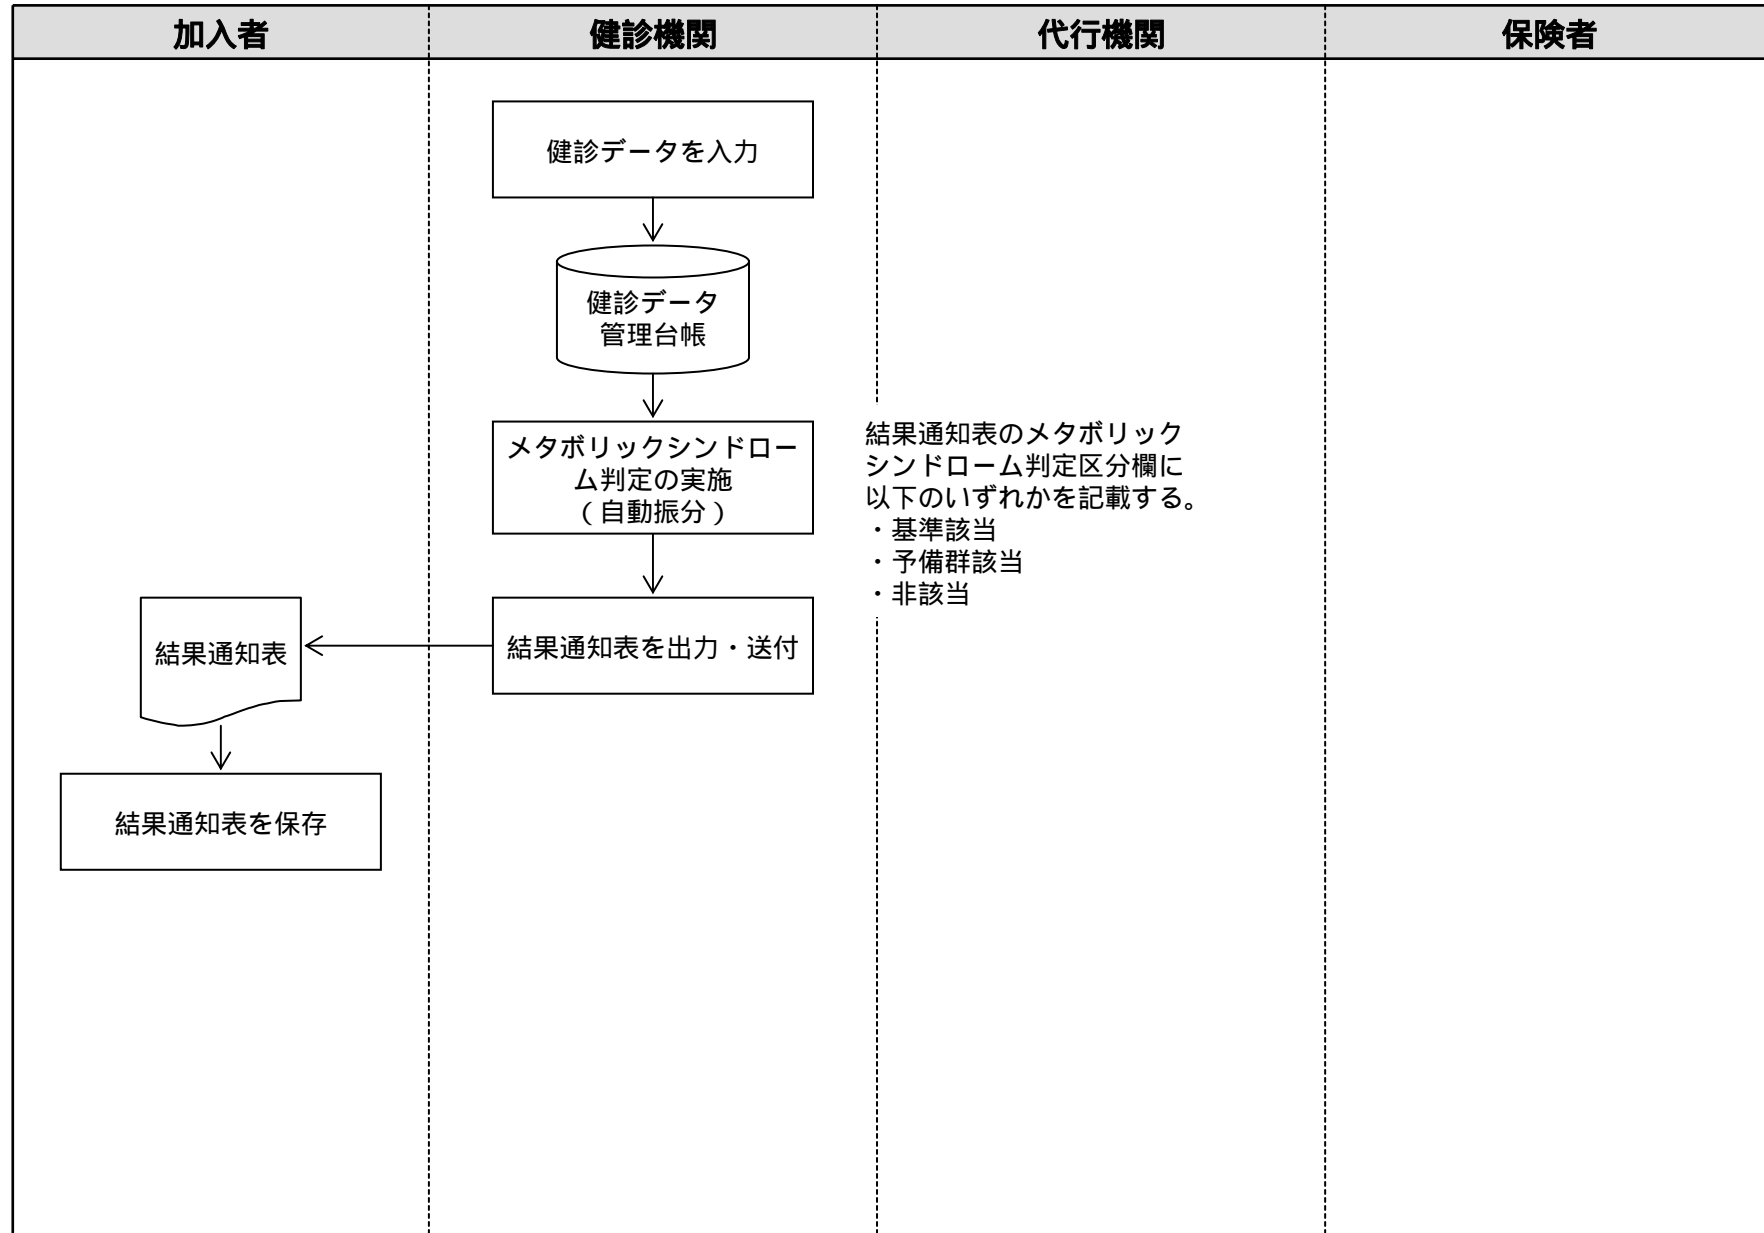 加入者
健診機関
代行機関
保険者
健診データを入力
健診データ
管理台帳
メタボリックシンドロー
ム判定の実施
(自動振分)
結果通知表のメタボリック
シンドローム判定区分欄に
以下のいずれかを記載する。
・基準該当
・予備群該当
・非該当
結果通知表を出力・送付
結果通知表
結果通知表を保存